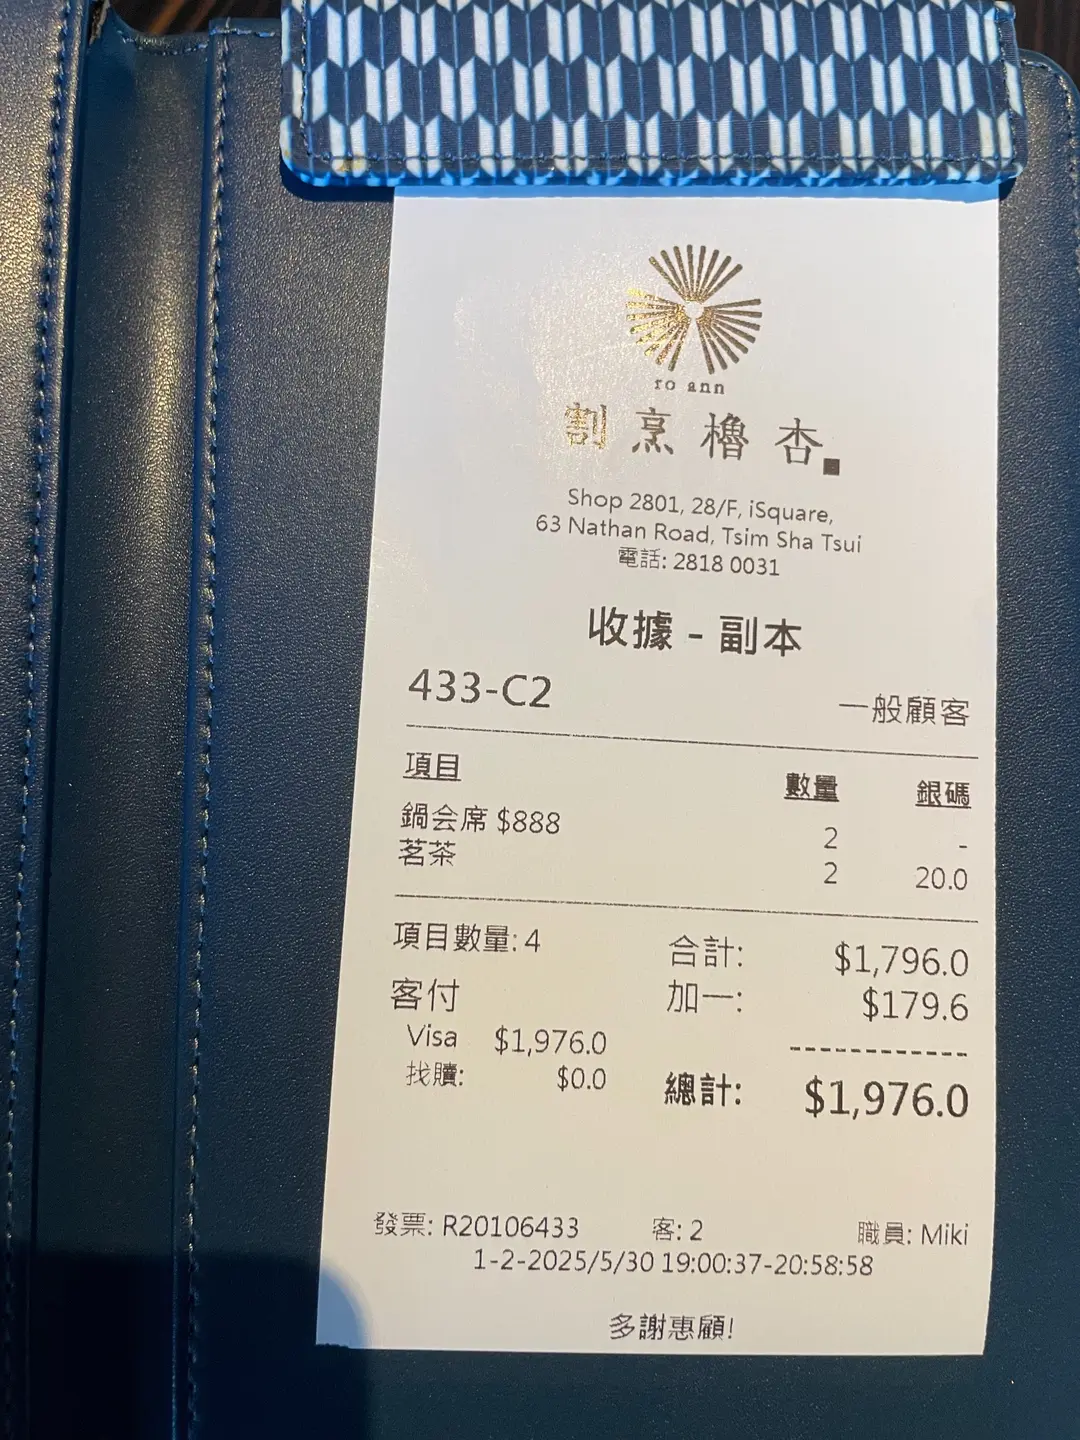 ro ann
割烹櫓杏
Shop 2801, 28/F, iSquare,
63 Nathan Road, Tsim Sha Tsui
電話: 2818 0031
收據 - 副本
433-C2 一般顧客
項目 數量 銀碼
鍋会席 $888 2 -
茗茶 2 20.0
項目數量: 4 合計: $1,796.0
客付 加一: $179.6
Visa $1,976.0 ------------
找贖: $0.0 總計: $1,976.0
發票: R20106433 客: 2 職員: Miki
1-2-2025/5/30 19:00:37-20:58:58
多謝惠顧!